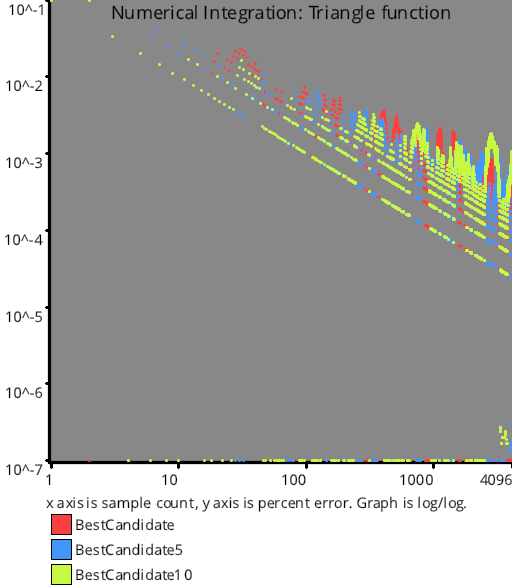 Numerical Integration: Triangle function
10^-1
10^-2
10^-3
10^-4
10^-5
10^-6
10^-7
1 10 100 1000 4096
x axis is sample count, y axis is percent error. Graph is log/log.
BestCandidate
BestCandidate5
BestCandidate10